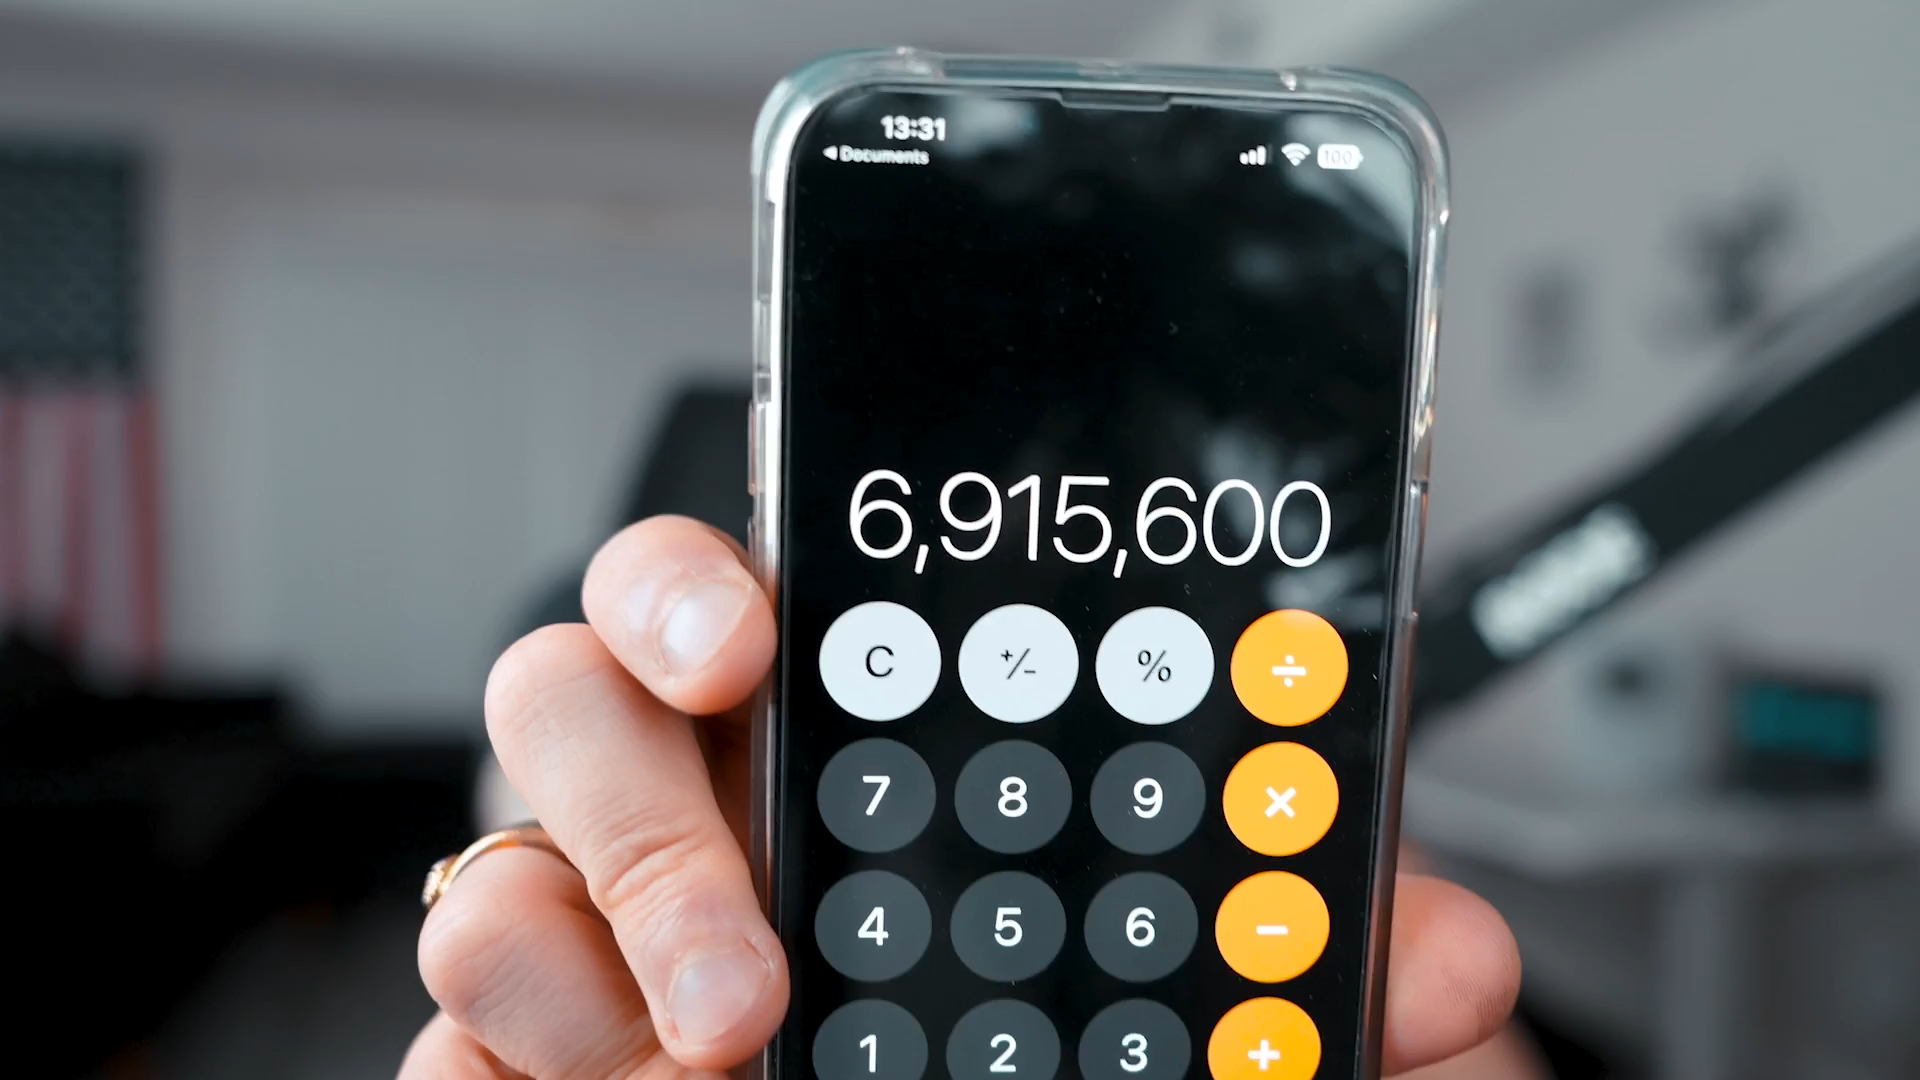 13:31
◀ Documents
100
6,915,600
C +/- % ÷
7 8 9 ×
4 5 6 −
1 2 3 +